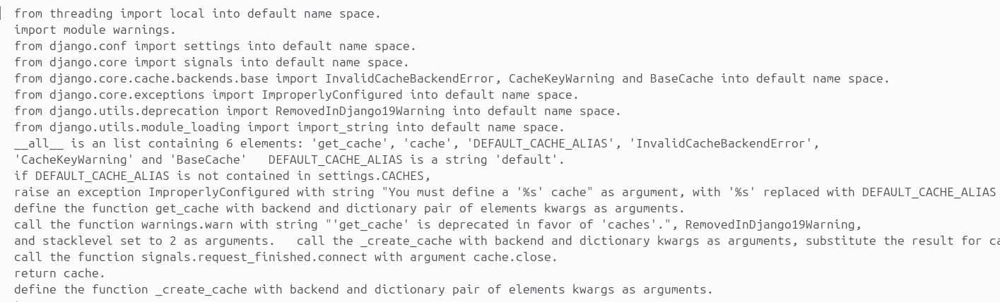 from threading import local into default name space.
import module warnings.
from django.conf import settings into default name space.
from django.core import signals into default name space.
from django.core.cache.backends.base import InvalidCacheBackendError, CacheKeyWarning and BaseCache into default name space.
from django.core.exceptions import ImproperlyConfigured into default name space.
from django.utils.deprecation import RemovedInDjango19Warning into default name space.
from django.utils.module_loading import import_string into default name space.
__all__ is an list containing 6 elements: 'get_cache', 'cache', 'DEFAULT_CACHE_ALIAS', 'InvalidCacheBackendError',
'CacheKeyWarning' and 'BaseCache'   DEFAULT_CACHE_ALIAS is a string 'default'.
if DEFAULT_CACHE_ALIAS is not contained in settings.CACHES,
raise an exception ImproperlyConfigured with string "You must define a '%s' cache" as argument, with '%s' replaced with DEFAULT_CACHE_ALIAS
define the function get_cache with backend and dictionary pair of elements kwargs as arguments.
call the function warnings.warn with string "'get_cache' is deprecated in favor of 'caches'.", RemovedInDjango19Warning,
and stacklevel set to 2 as arguments.   call the _create_cache with backend and dictionary kwargs as arguments, substitute the result for
call the function signals.request_finished.connect with argument cache.close.
return cache.
define the function _create_cache with backend and dictionary pair of elements kwargs as arguments.